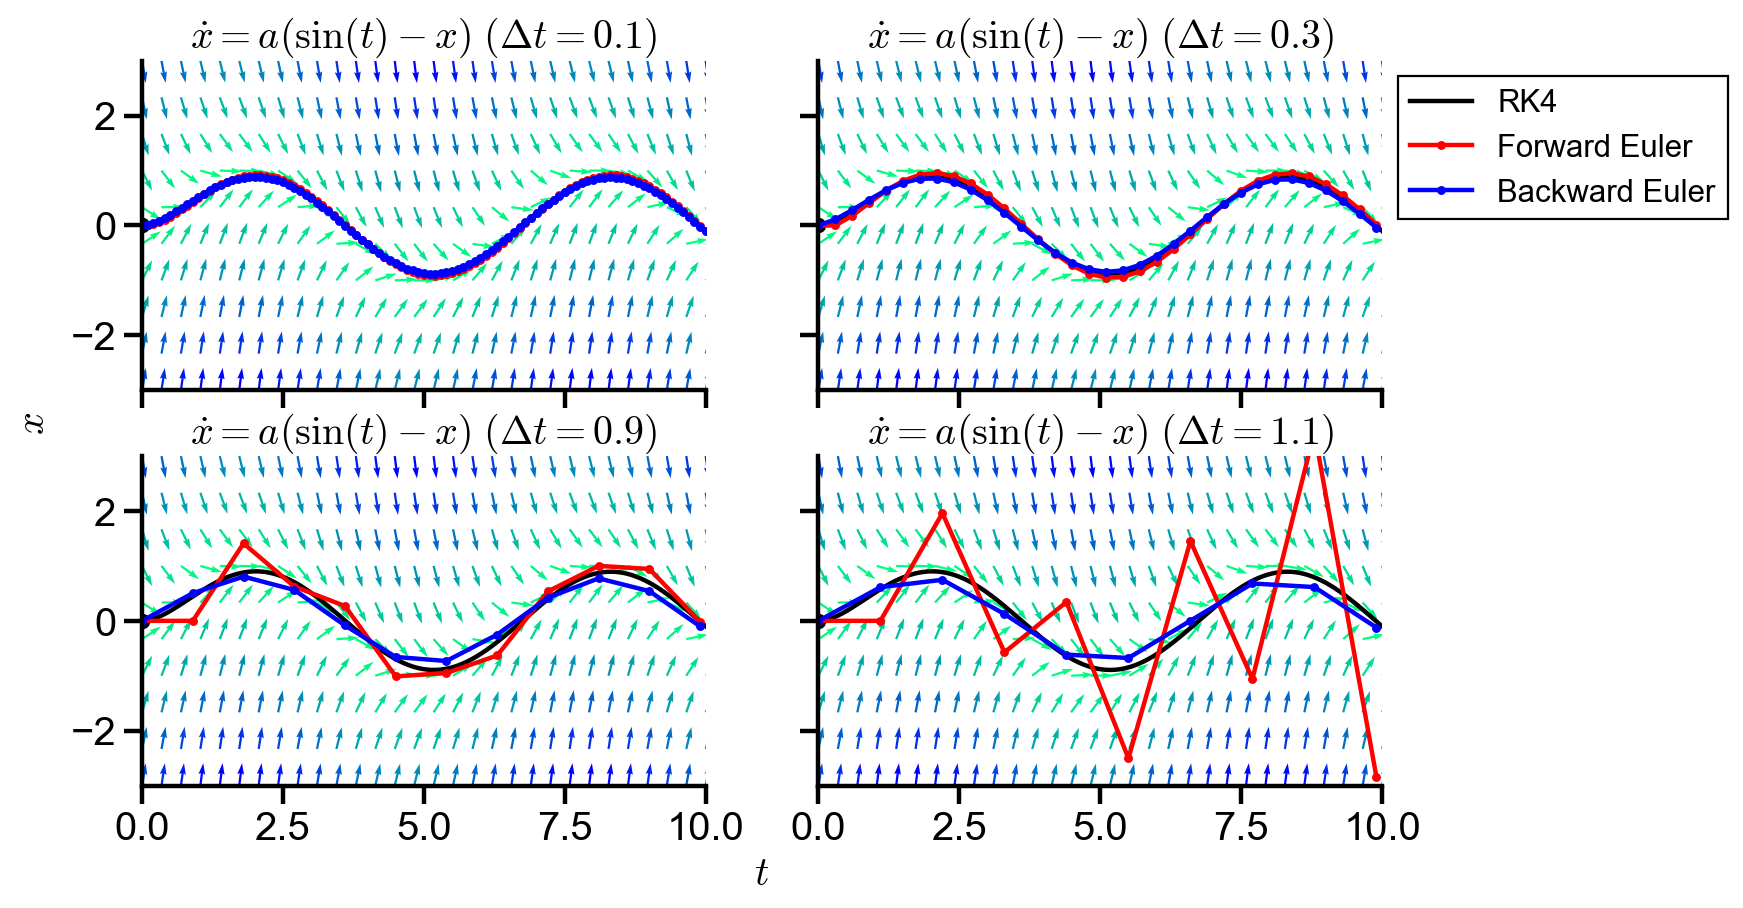 ẋ = a(sin(t) − x) (Δt = 0.1)
ẋ = a(sin(t) − x) (Δt = 0.3)
2
0
−2
RK4
Forward Euler
Backward Euler
x
ẋ = a(sin(t) − x) (Δt = 0.9)
ẋ = a(sin(t) − x) (Δt = 1.1)
2
0
−2
0.0 2.5 5.0 7.5 10.0
0.0 2.5 5.0 7.5 10.0
t